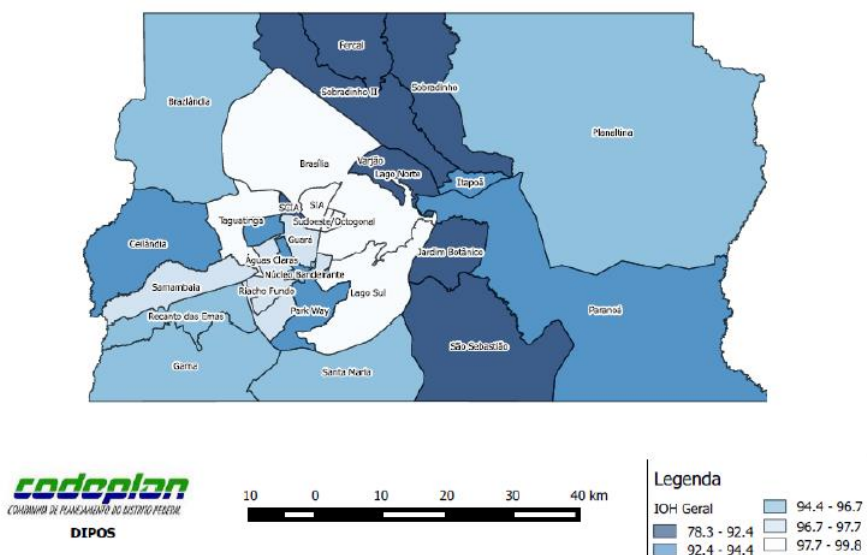 Fercal
Brazlândia
Sobradinho II
Sobradinho
Planaltina
Brasília
Varjão
Lago Norte
Itapoã
SCIA
SIA
Taguatinga
Sudoeste/Octogonal
Guará
Ceilândia
Jardim Botânico
Águas Claras
Núcleo Bandeirante
Samambaia
Riacho Fundo
Lago Sul
Park Way
Paranoá
Recanto das Emas
São Sebastião
Gama
Santa Maria
codeplan
COMPANHIA DE PLANEJAMENTO DO DISTRITO FEDERAL
DIPOS
10 0 10 20 30 40 km
Legenda
IOH Geral
78.3 - 92.4
92.4 - 94.4
94.4 - 96.7
96.7 - 97.7
97.7 - 99.8